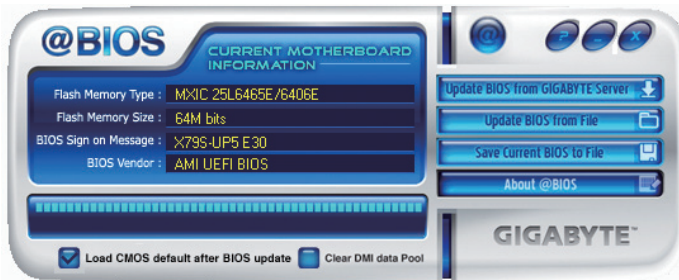 @BIOS
CURRENT MOTHERBOARD
INFORMATION
@
?
–
X
Flash Memory Type : MXIC 25L6465E/6406E
Flash Memory Size : 64M bits
BIOS Sign on Message : X79S-UP5 E30
BIOS Vendor : AMI UEFI BIOS
Update BIOS from GIGABYTE Server
Update BIOS from File
Save Current BIOS to File
About @BIOS
Load CMOS default after BIOS update
Clear DMI data Pool
GIGABYTE™